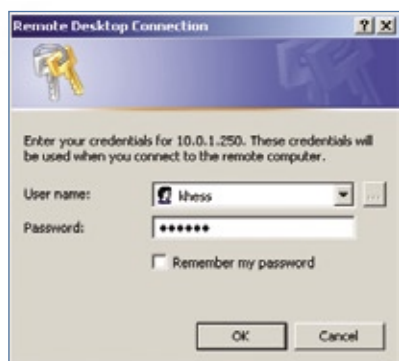 Remote Desktop Connection
Enter your credentials for 10.0.1.250. These credentials will
be used when you connect to the remote computer.
User name: khess
Password: ••••••
Remember my password
OK Cancel